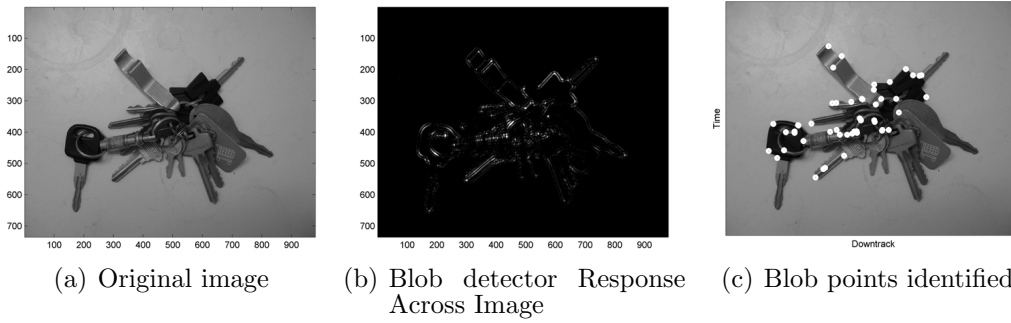 100
200
300
400
500
600
700
100 200 300 400 500 600 700 800 900
(a) Original image
100
200
300
400
500
600
700
100 200 300 400 500 600 700 800 900
(b) Blob detector Response
Across Image
Time
Downtrack
(c) Blob points identified